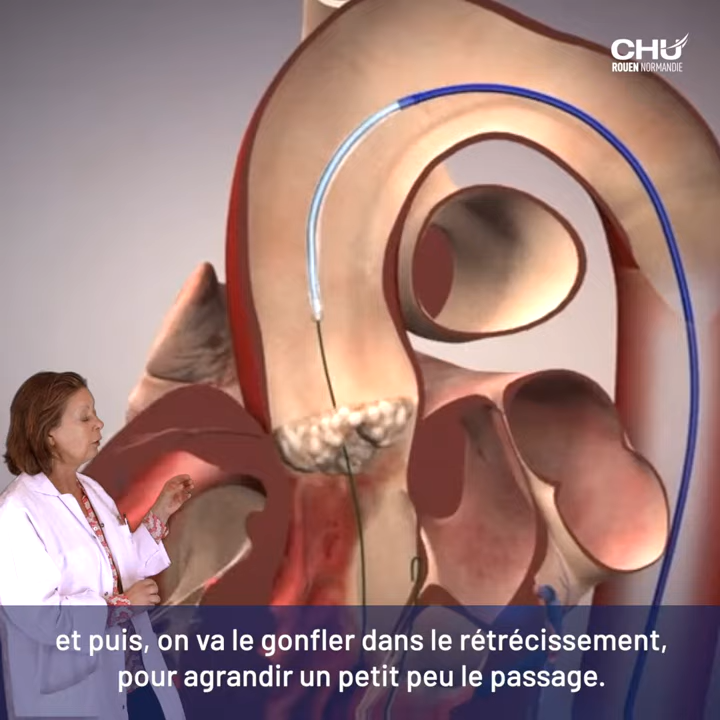 CHU
ROUEN NORMANDIE
et puis, on va le gonfler dans le rétrécissement,
pour agrandir un petit peu le passage.